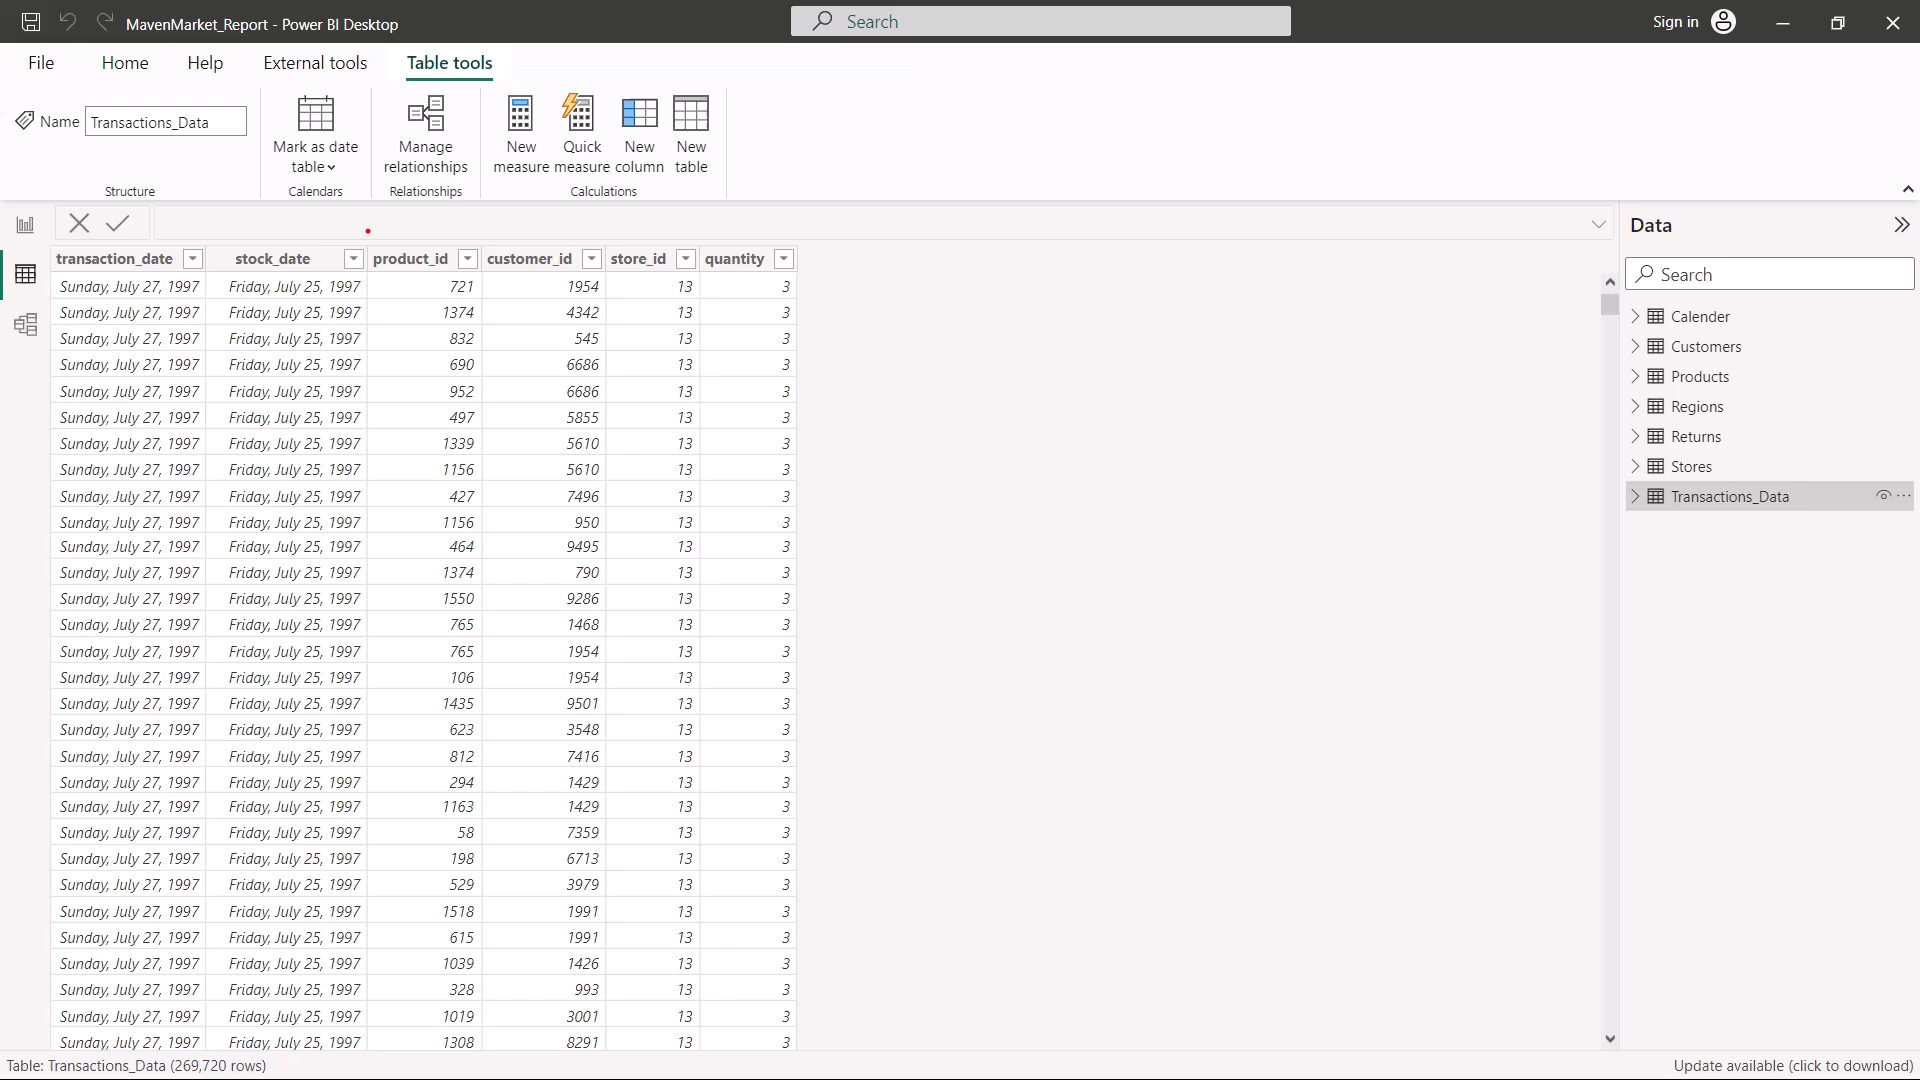 MavenMarket_Report - Power BI Desktop
Search
Sign in
File Home Help External tools Table tools
Name Transactions_Data
Mark as date table
Manage relationships
New measure
Quick measure
New column
New table
Structure Calendars Relationships Calculations
transaction_date stock_date product_id customer_id store_id quantity
Sunday, July 27, 1997 Friday, July 25, 1997 721 1954 13 3
Sunday, July 27, 1997 Friday, July 25, 1997 1374 4342 13 3
Sunday, July 27, 1997 Friday, July 25, 1997 832 545 13 3
Sunday, July 27, 1997 Friday, July 25, 1997 690 6686 13 3
Sunday, July 27, 1997 Friday, July 25, 1997 952 6686 13 3
Sunday, July 27, 1997 Friday, July 25, 1997 497 5855 13 3
Sunday, July 27, 1997 Friday, July 25, 1997 1339 5610 13 3
Sunday, July 27, 1997 Friday, July 25, 1997 1156 5610 13 3
Sunday, July 27, 1997 Friday, July 25, 1997 427 7496 13 3
Sunday, July 27, 1997 Friday, July 25, 1997 1156 950 13 3
Sunday, July 27, 1997 Friday, July 25, 1997 464 9495 13 3
Sunday, July 27, 1997 Friday, July 25, 1997 1374 790 13 3
Sunday, July 27, 1997 Friday, July 25, 1997 1550 9286 13 3
Sunday, July 27, 1997 Friday, July 25, 1997 765 1468 13 3
Sunday, July 27, 1997 Friday, July 25, 1997 765 1954 13 3
Sunday, July 27, 1997 Friday, July 25, 1997 106 1954 13 3
Sunday, July 27, 1997 Friday, July 25, 1997 1435 9501 13 3
Sunday, July 27, 1997 Friday, July 25, 1997 623 3548 13 3
Sunday, July 27, 1997 Friday, July 25, 1997 812 7416 13 3
Sunday, July 27, 1997 Friday, July 25, 1997 294 1429 13 3
Sunday, July 27, 1997 Friday, July 25, 1997 1163 1429 13 3
Sunday, July 27, 1997 Friday, July 25, 1997 58 7359 13 3
Sunday, July 27, 1997 Friday, July 25, 1997 198 6713 13 3
Sunday, July 27, 1997 Friday, July 25, 1997 529 3979 13 3
Sunday, July 27, 1997 Friday, July 25, 1997 1518 1991 13 3
Sunday, July 27, 1997 Friday, July 25, 1997 615 1991 13 3
Sunday, July 27, 1997 Friday, July 25, 1997 1039 1426 13 3
Sunday, July 27, 1997 Friday, July 25, 1997 328 993 13 3
Sunday, July 27, 1997 Friday, July 25, 1997 1019 3001 13 3
Sunday, July 27, 1997 Friday, July 25, 1997 1308 8291 13 3
Data
Search
Calender
Customers
Products
Regions
Returns
Stores
Transactions_Data
Table: Transactions_Data (269,720 rows)
Update available (click to download)